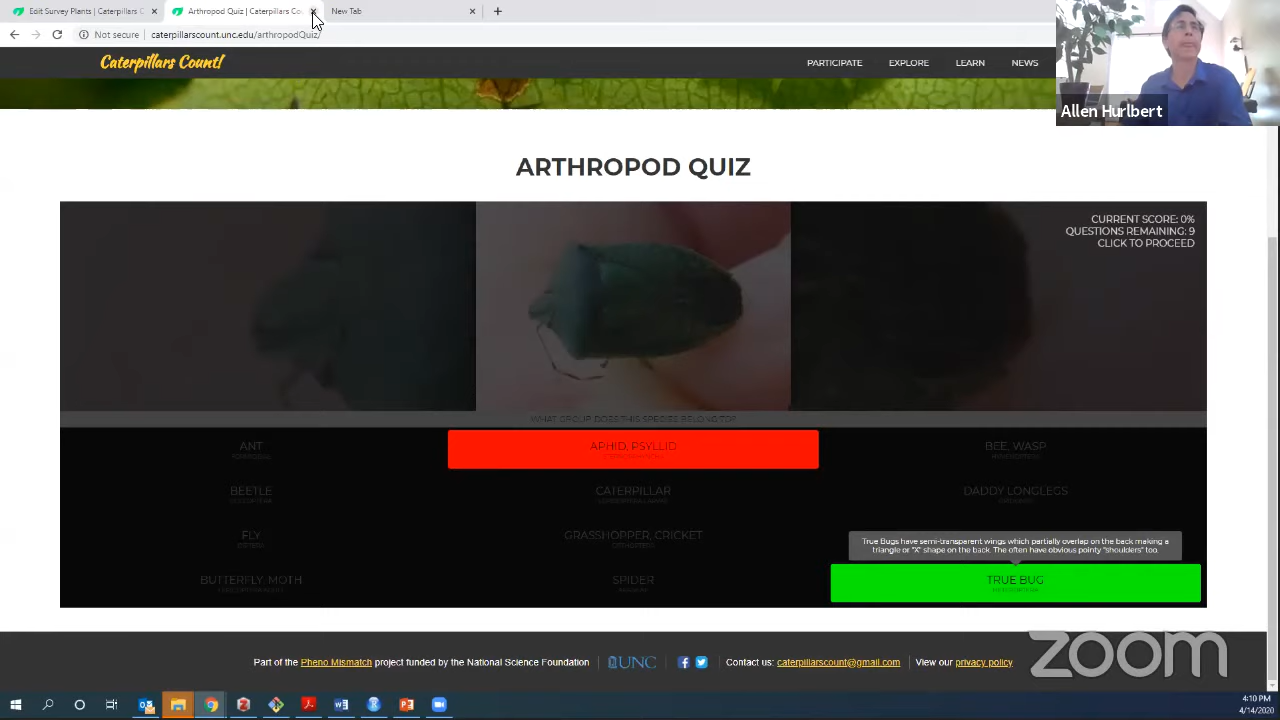 Edit Survey Plants | Caterpillars C
Arthropod Quiz | Caterpillars Cou
New Tab
Not secure | caterpillarscount.unc.edu/arthropodQuiz/
Caterpillars Count!
PARTICIPATE EXPLORE LEARN NEWS
Allen Hurlbert
ARTHROPOD QUIZ
CURRENT SCORE: 0%
QUESTIONS REMAINING: 9
CLICK TO PROCEED
WHAT GROUP DOES THIS SPECIES BELONG TO?
ANT
APHID, PSYLLID
BEE, WASP
BEETLE
CATERPILLAR
DADDY LONGLEGS
FLY
GRASSHOPPER, CRICKET
True Bugs have semi-transparent wings which partially overlap on the back making a
triangle or "X" shape on the back. The often have obvious pointy "shoulders" too.
BUTTERFLY, MOTH
SPIDER
TRUE BUG
Part of the Pheno Mismatch project funded by the National Science Foundation | UNC | Contact us: caterpillarscount@gmail.com | View our privacy policy
zoom
4:10 PM
4/14/2020